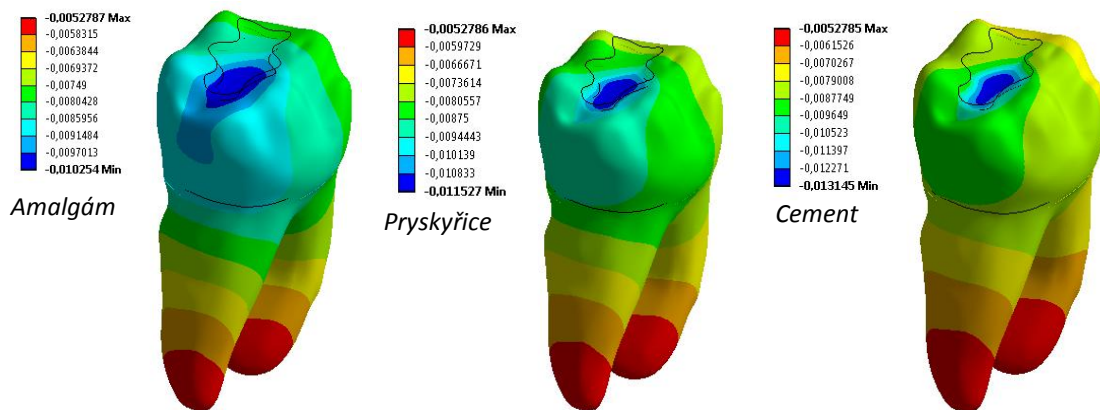 -0,0052787 Max
-0,0058315
-0,0063844
-0,0069372
-0,00749
-0,0080428
-0,0085956
-0,0091484
-0,0097013
-0,010254 Min
Amalgám
-0,0052786 Max
-0,0059729
-0,0066671
-0,0073614
-0,0080557
-0,00875
-0,0094443
-0,010139
-0,010833
-0,011527 Min
Pryskyřice
-0,0052785 Max
-0,0061526
-0,0070267
-0,0079008
-0,0087749
-0,009649
-0,010523
-0,011397
-0,012271
-0,013145 Min
Cement